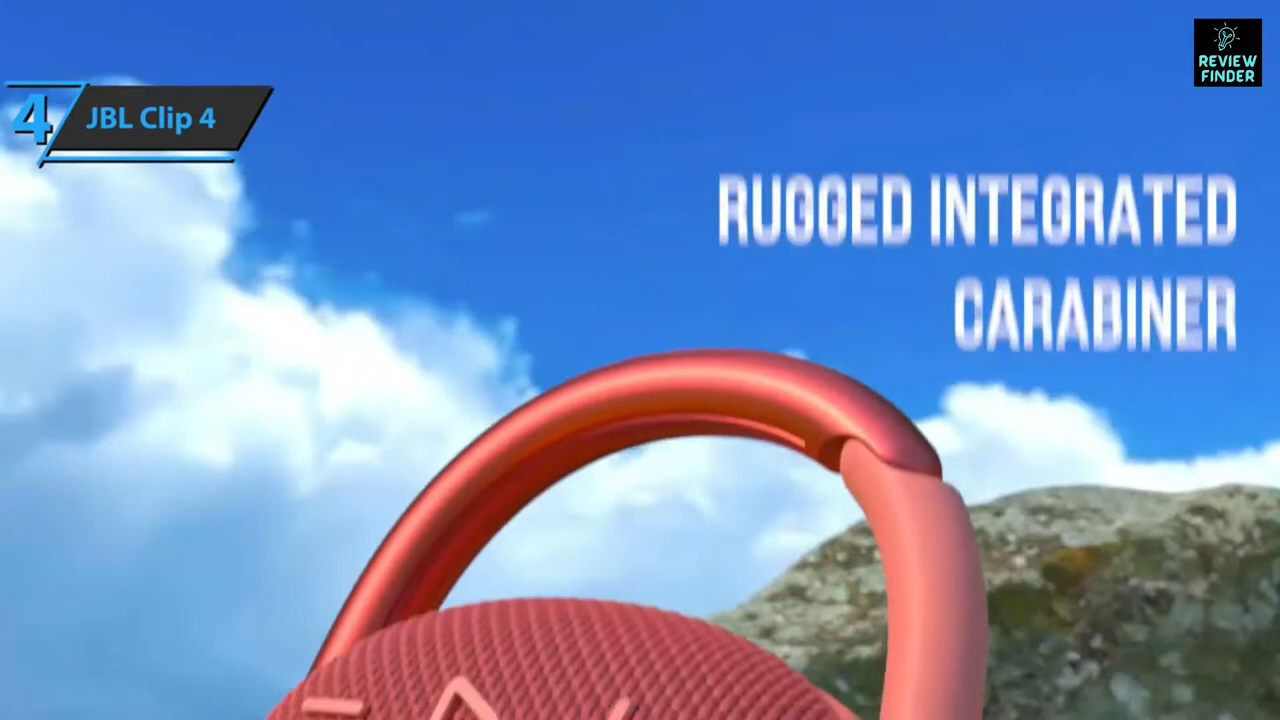 REVIEW
FINDER
4 JBL Clip 4
RUGGED INTEGRATED
CARABINER